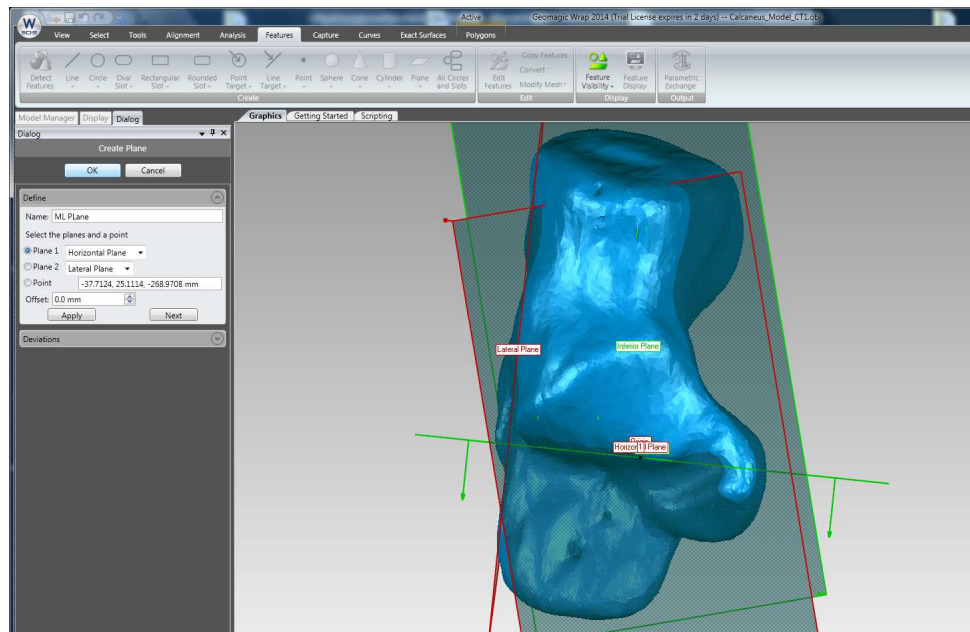 Active
Geomagic Wrap 2014 (Trial License expires in 2 days) -- Calcaneus_Model_CT1.obj
W
3DS
View Select Tools Alignment Analysis Features Capture Curves Exact Surfaces Polygons
Detect Features
Line
Circle
Oval Slot
Rectangular Slot
Rounded Slot
Point Target
Line Target
Point
Sphere
Cone
Cylinder
Plane
All Circles and Slots
Create
Edit Features
Copy Features
Convert
Modify Mesh
Edit
Feature Visibility
Feature Display
Display
Parametric Exchange
Output
Model Manager Display Dialog
Graphics Getting Started Scripting
Dialog
Create Plane
OK Cancel
Define
Name: ML PLane
Select the planes and a point
Plane 1 Horizontal Plane
Plane 2 Lateral Plane
Point -37.7124, 25.1114, -268.9708 mm
Offset: 0.0 mm
Apply Next
Deviations
Lateral Plane
Inferior Plane
Horizor 1 l Plane